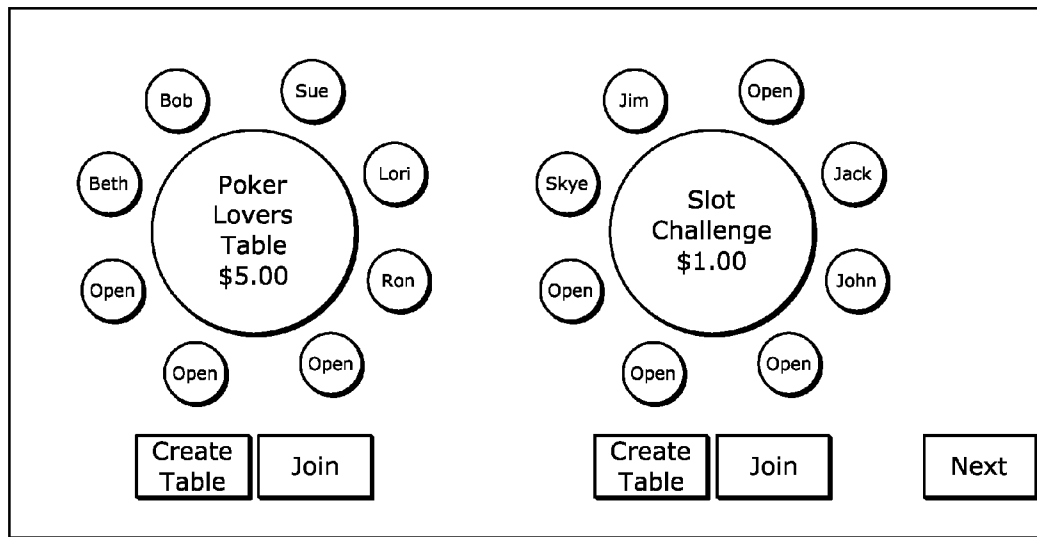 Bob
Sue
Beth
Lori
Poker
Lovers
Table
$5.00
Open
Ron
Open
Open
Create
Table
Join
Jim
Open
Skye
Jack
Slot
Challenge
$1.00
Open
John
Open
Open
Create
Table
Join
Next